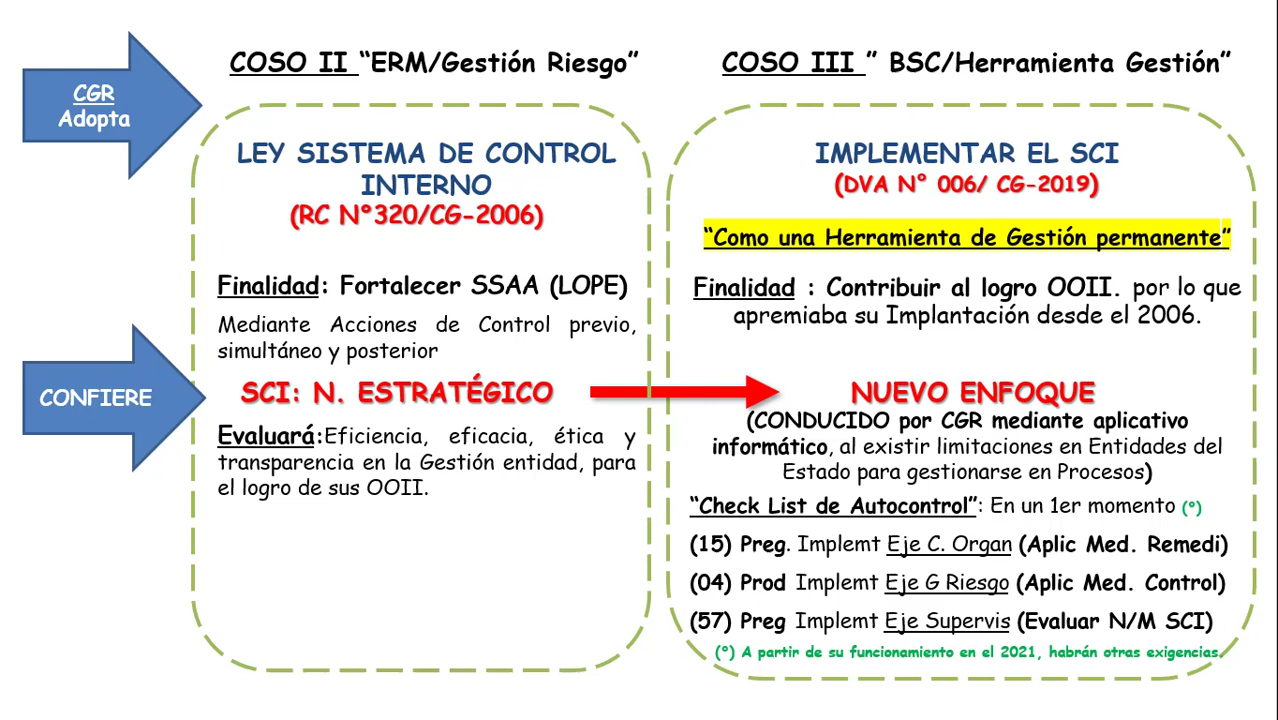 CGR
Adopta
COSO II “ERM/Gestión Riesgo”
LEY SISTEMA DE CONTROL
INTERNO
(RC N°320/CG-2006)
Finalidad: Fortalecer SSAA (LOPE)
Mediante Acciones de Control previo,
simultáneo y posterior
CONFIERE
SCI: N. ESTRATÉGICO
Evaluará:Eficiencia, eficacia, ética y
transparencia en la Gestión entidad, para
el logro de sus OOII.
COSO III ” BSC/Herramienta Gestión”
IMPLEMENTAR EL SCI
(DVA N° 006/ CG-2019)
“Como una Herramienta de Gestión permanente”
Finalidad : Contribuir al logro OOII. por lo que
apremiaba su Implantación desde el 2006.
NUEVO ENFOQUE
(CONDUCIDO por CGR mediante aplicativo
informático, al existir limitaciones en Entidades del
Estado para gestionarse en Procesos)
“Check List de Autocontrol”: En un 1er momento (°)
(15) Preg. Implemt Eje C. Organ (Aplic Med. Remedi)
(04) Prod Implemt Eje G Riesgo (Aplic Med. Control)
(57) Preg Implemt Eje Supervis (Evaluar N/M SCI)
(°) A partir de su funcionamiento en el 2021, habrán otras exigencias.